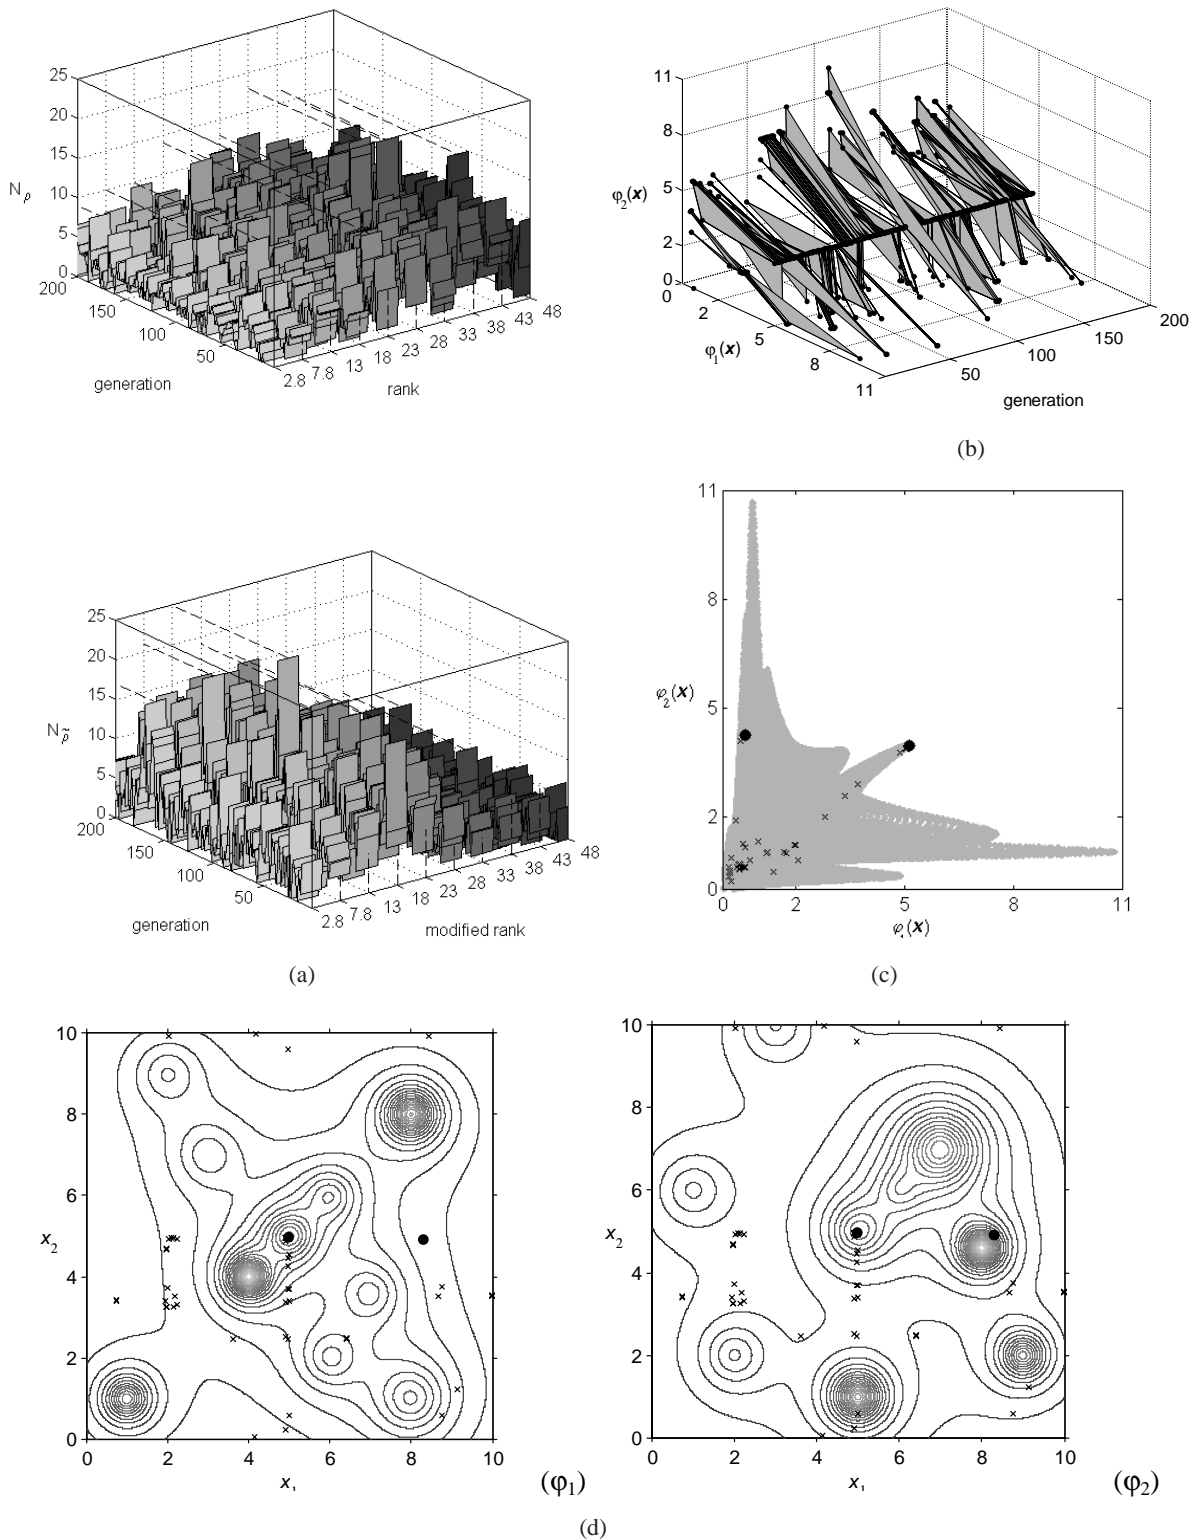 25
20
15
10
5
0
N ρ
200
150
100
50
generation
2.8
7.8
13
18
23
28
33
38
43
48
rank
11
8
5
2
0
φ2(x)
0
2
5
8
11
φ1(x)
50
100
150
200
generation
(b)
25
20
15
10
5
0
N ρ̃
200
150
100
50
generation
2.8
7.8
13
18
23
28
33
38
43
48
modified rank
(a)
11
8
5
2
0
φ2(x)
0 2 5 8 11
φ1(x)
(c)
10
8
6
4
2
0
x2
0 2 4 6 8 10
x1
(φ1)
10
8
6
4
2
0
x2
0 2 4 6 8 10
x1
(φ2)
(d)